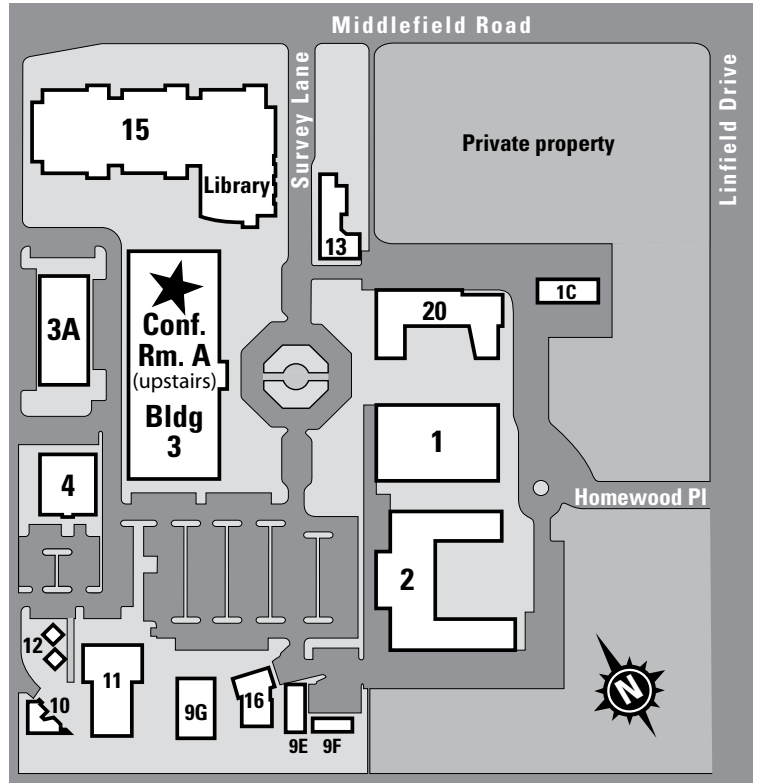 Middlefield Road
Survey Lane
Linfield Drive
15
Library
Private property
13
1C
3A
Conf.
Rm. A
(upstairs)
Bldg
3
20
1
4
Homewood Pl
2
12
11
10
9G
16
9E
9F
N